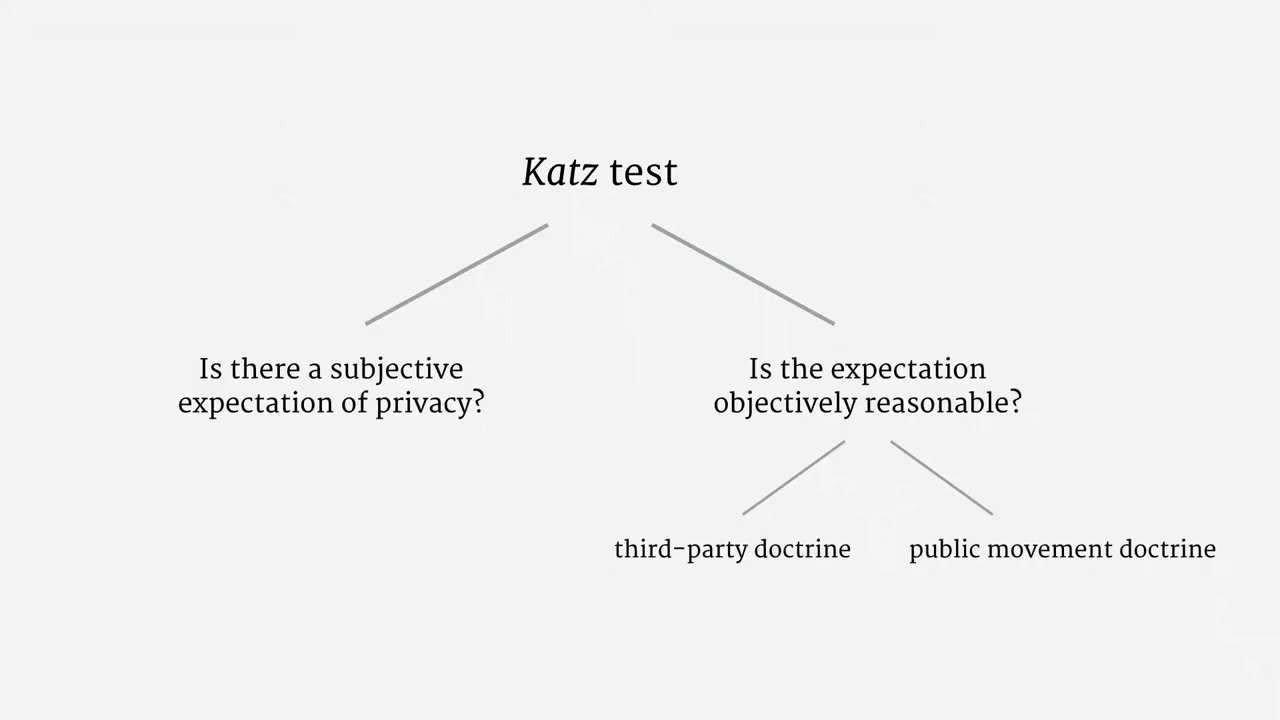 Katz test
Is there a subjective
expectation of privacy?
Is the expectation
objectively reasonable?
third-party doctrine
public movement doctrine